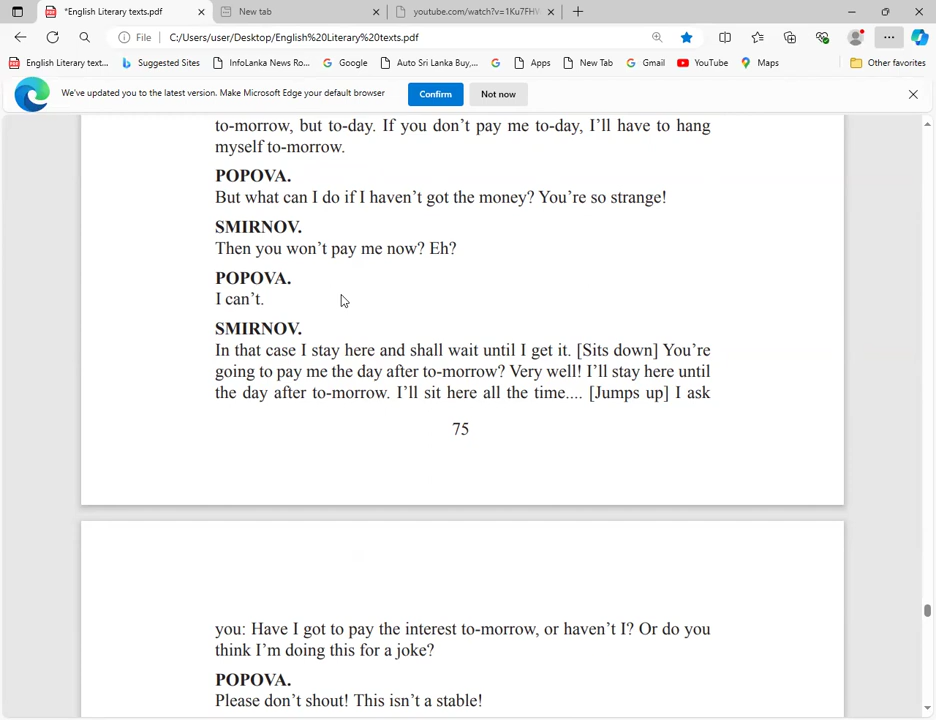 *English Literary texts.pdf
New tab
youtube.com/watch?v=1Ku7FHV
File
C:/Users/user/Desktop/English%20Literary%20texts.pdf
English Literary text...
Suggested Sites
InfoLanka News Ro...
Google
Auto Sri Lanka Buy,...
Apps
New Tab
Gmail
YouTube
Maps
Other favorites
We've updated you to the latest version. Make Microsoft Edge your default browser
Confirm
Not now
to-morrow, but to-day. If you don't pay me to-day, I'll have to hang
myself to-morrow.
POPOVA.
But what can I do if I haven't got the money? You're so strange!
SMIRNOV.
Then you won't pay me now? Eh?
POPOVA.
I can't.
SMIRNOV.
In that case I stay here and shall wait until I get it. [Sits down] You're
going to pay me the day after to-morrow? Very well! I'll stay here until
the day after to-morrow. I'll sit here all the time.... [Jumps up] I ask
75
you: Have I got to pay the interest to-morrow, or haven't I? Or do you
think I'm doing this for a joke?
POPOVA.
Please don't shout! This isn't a stable!